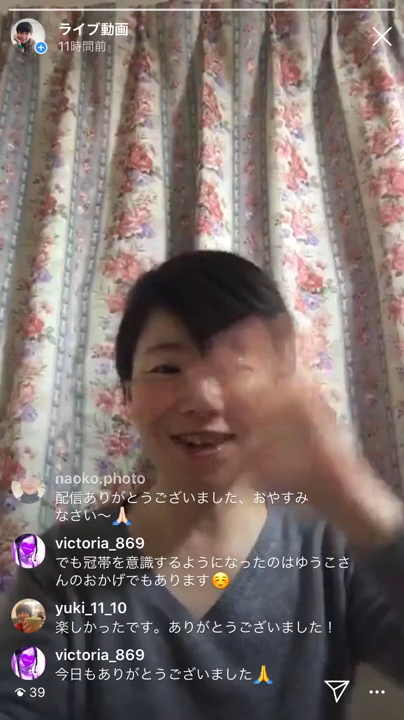 ライブ動画
11時間前
naoko.photo
配信ありがとうございました、おやすみ
なさい〜🙏🏻
victoria_869
でも冠帯を意識するようになったのはゆうこさ
んのおかげでもあります☺️
yuki_11_10
楽しかったです。ありがとうございました！
victoria_869
今日もありがとうございました🙏
39